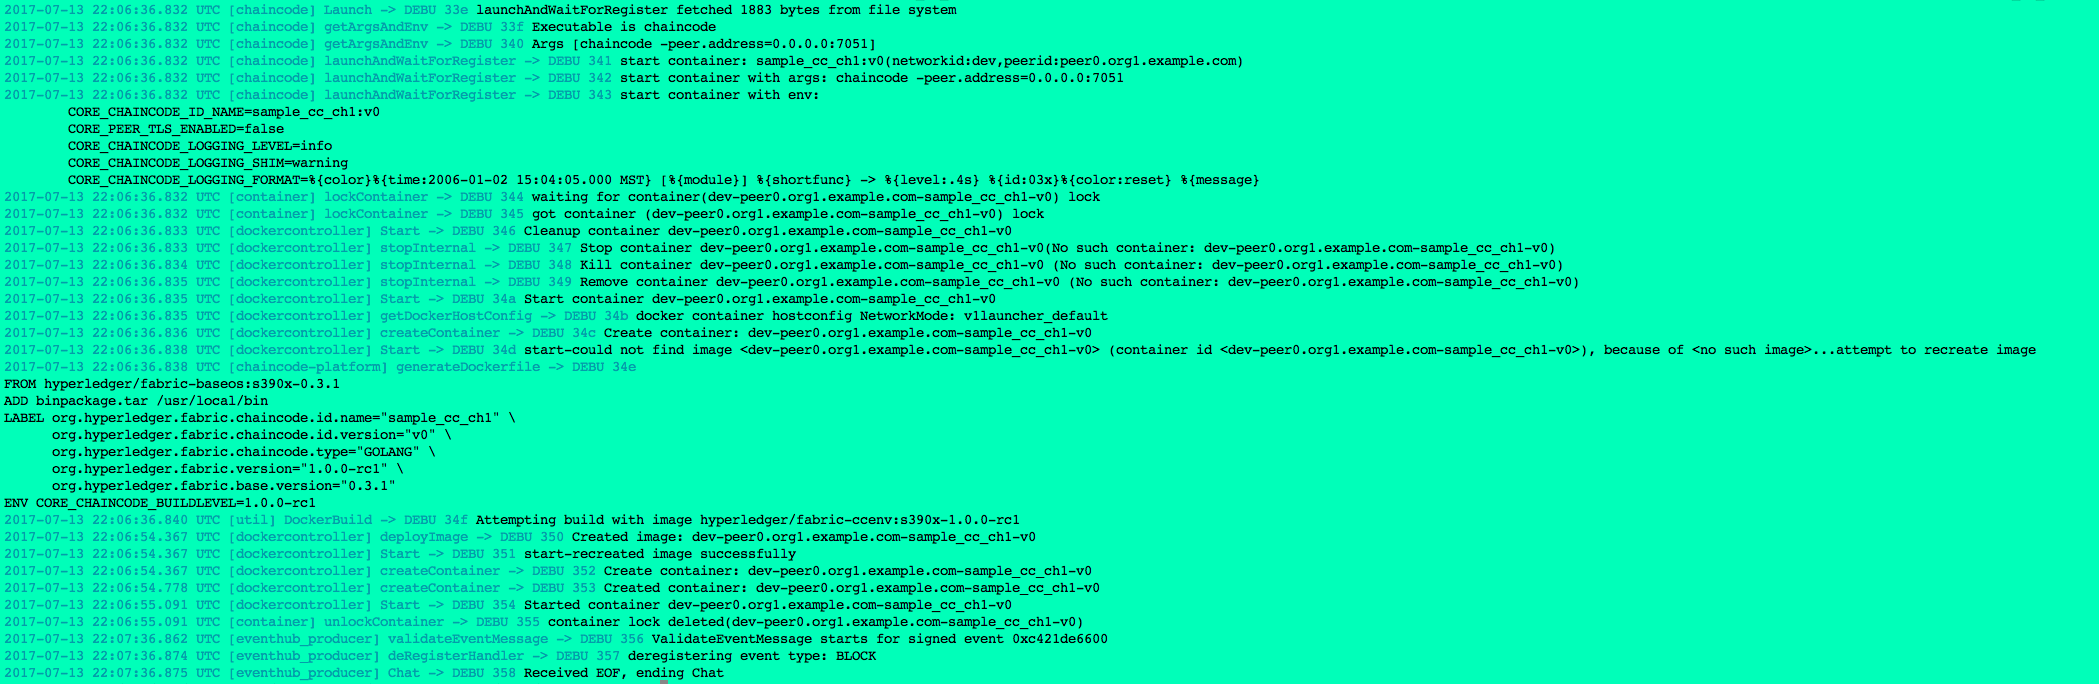 2017-07-13 22:06:36.832 UTC [chaincode] Launch -> DEBU 33e launchAndWaitForRegister fetched 1883 bytes from file system
2017-07-13 22:06:36.832 UTC [chaincode] getArgsAndEnv -> DEBU 33f Executable is chaincode
2017-07-13 22:06:36.832 UTC [chaincode] getArgsAndEnv -> DEBU 340 Args [chaincode -peer.address=0.0.0.0:7051]
2017-07-13 22:06:36.832 UTC [chaincode] launchAndWaitForRegister -> DEBU 341 start container: sample_cc_ch1:v0(networkid:dev,peerid:peer0.org1.example.com)
2017-07-13 22:06:36.832 UTC [chaincode] launchAndWaitForRegister -> DEBU 342 start container with args: chaincode -peer.address=0.0.0.0:7051
2017-07-13 22:06:36.832 UTC [chaincode] launchAndWaitForRegister -> DEBU 343 start container with env:
CORE_CHAINCODE_ID_NAME=sample_cc_ch1:v0
CORE_PEER_TLS_ENABLED=false
CORE_CHAINCODE_LOGGING_LEVEL=info
CORE_CHAINCODE_LOGGING_SHIM=warning
CORE_CHAINCODE_LOGGING_FORMAT=%{color}%{time:2006-01-02 15:04:05.000 MST} [%{module}] %{shortfunc} -> %{level:.4s} %{id:03x}%{color:reset} %{message}
2017-07-13 22:06:36.832 UTC [container] lockContainer -> DEBU 344 waiting for container(dev-peer0.org1.example.com-sample_cc_ch1-v0) lock
2017-07-13 22:06:36.832 UTC [container] lockContainer -> DEBU 345 got container (dev-peer0.org1.example.com-sample_cc_ch1-v0) lock
2017-07-13 22:06:36.833 UTC [dockercontroller] Start -> DEBU 346 Cleanup container dev-peer0.org1.example.com-sample_cc_ch1-v0
2017-07-13 22:06:36.833 UTC [dockercontroller] stopInternal -> DEBU 347 Stop container dev-peer0.org1.example.com-sample_cc_ch1-v0(No such container: dev-peer0.org1.example.com-sample_cc_ch1-v0)
2017-07-13 22:06:36.834 UTC [dockercontroller] stopInternal -> DEBU 348 Kill container dev-peer0.org1.example.com-sample_cc_ch1-v0 (No such container: dev-peer0.org1.example.com-sample_cc_ch1-v0)
2017-07-13 22:06:36.835 UTC [dockercontroller] stopInternal -> DEBU 349 Remove container dev-peer0.org1.example.com-sample_cc_ch1-v0 (No such container: dev-peer0.org1.example.com-sample_cc_ch1-v0)
2017-07-13 22:06:36.835 UTC [dockercontroller] Start -> DEBU 34a Start container dev-peer0.org1.example.com-sample_cc_ch1-v0
2017-07-13 22:06:36.835 UTC [dockercontroller] getDockerHostConfig -> DEBU 34b docker container hostconfig NetworkMode: v1launcher_default
2017-07-13 22:06:36.836 UTC [dockercontroller] createContainer -> DEBU 34c Create container: dev-peer0.org1.example.com-sample_cc_ch1-v0
2017-07-13 22:06:36.838 UTC [dockercontroller] Start -> DEBU 34d start-could not find image <dev-peer0.org1.example.com-sample_cc_ch1-v0> (container id <dev-peer0.org1.example.com-sample_cc_ch1-v0>), because of <no such image>...attempt to recreate image
2017-07-13 22:06:36.838 UTC [chaincode-platform] generateDockerfile -> DEBU 34e
FROM hyperledger/fabric-baseos:s390x-0.3.1
ADD binpackage.tar /usr/local/bin
LABEL org.hyperledger.fabric.chaincode.id.name="sample_cc_ch1" \
org.hyperledger.fabric.chaincode.id.version="v0" \
org.hyperledger.fabric.chaincode.type="GOLANG" \
org.hyperledger.fabric.version="1.0.0-rc1" \
org.hyperledger.fabric.base.version="0.3.1"
ENV CORE_CHAINCODE_BUILDLEVEL=1.0.0-rc1
2017-07-13 22:06:36.840 UTC [util] DockerBuild -> DEBU 34f Attempting build with image hyperledger/fabric-ccenv:s390x-1.0.0-rc1
2017-07-13 22:06:54.367 UTC [dockercontroller] deployImage -> DEBU 350 Created image: dev-peer0.org1.example.com-sample_cc_ch1-v0
2017-07-13 22:06:54.367 UTC [dockercontroller] Start -> DEBU 351 start-recreated image successfully
2017-07-13 22:06:54.367 UTC [dockercontroller] createContainer -> DEBU 352 Create container: dev-peer0.org1.example.com-sample_cc_ch1-v0
2017-07-13 22:06:54.778 UTC [dockercontroller] createContainer -> DEBU 353 Created container: dev-peer0.org1.example.com-sample_cc_ch1-v0
2017-07-13 22:06:55.091 UTC [dockercontroller] Start -> DEBU 354 Started container dev-peer0.org1.example.com-sample_cc_ch1-v0
2017-07-13 22:06:55.091 UTC [container] unlockContainer -> DEBU 355 container lock deleted(dev-peer0.org1.example.com-sample_cc_ch1-v0)
2017-07-13 22:07:36.862 UTC [eventhub_producer] validateEventMessage -> DEBU 356 ValidateEventMessage starts for signed event 0xc421de6600
2017-07-13 22:07:36.874 UTC [eventhub_producer] deRegisterHandler -> DEBU 357 deregistering event type: BLOCK
2017-07-13 22:07:36.875 UTC [eventhub_producer] Chat -> DEBU 358 Received EOF, ending Chat